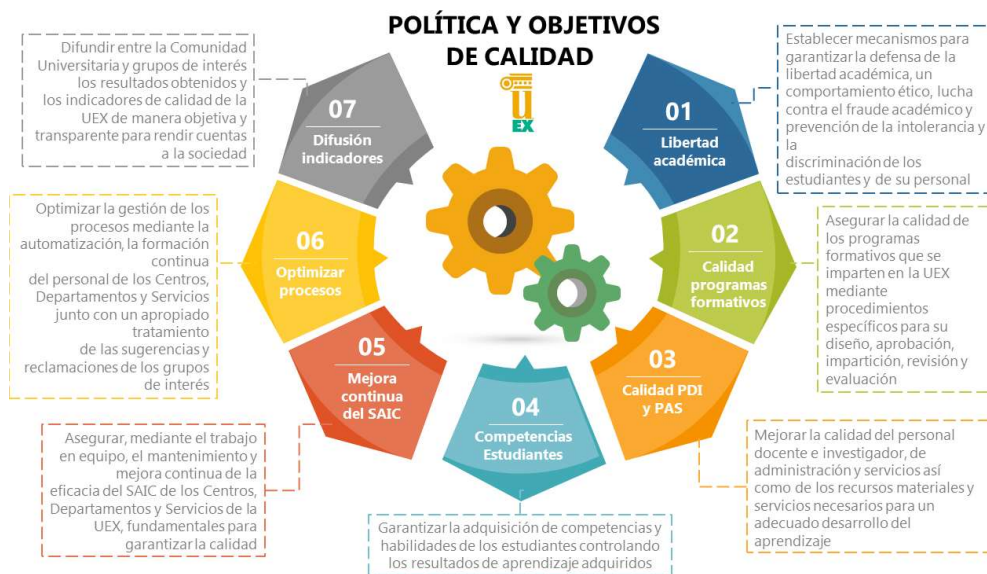 POLÍTICA Y OBJETIVOS
DE CALIDAD
U
EX
01
Libertad
académica
Establecer mecanismos para
garantizar la defensa de la
libertad académica, un
comportamiento ético, lucha
contra el fraude académico y
prevención de la intolerancia y
la
discriminación de los
estudiantes y de su personal
02
Calidad
programas
formativos
Asegurar la calidad de
los programas
formativos que se
imparten en la UEX
mediante
procedimientos
específicos para su
diseño, aprobación,
impartición, revisión y
evaluación
03
Calidad PDI
y PAS
Mejorar la calidad del personal
docente e investigador, de
administración y servicios así
como de los recursos materiales y
servicios necesarios para un
adecuado desarrollo del
aprendizaje
04
Competencias
Estudiantes
Garantizar la adquisición de competencias y
habilidades de los estudiantes controlando
los resultados de aprendizaje adquiridos
05
Mejora
continua
del SAIC
Asegurar, mediante el trabajo
en equipo, el mantenimiento y
mejora continua de la
eficacia del SAIC de los Centros,
Departamentos y Servicios de la
UEX, fundamentales para
garantizar la calidad
06
Optimizar
procesos
Optimizar la gestión de los
procesos mediante la
automatización, la formación
continua
del personal de los Centros,
Departamentos y Servicios
junto con un apropiado
tratamiento
de las sugerencias y
reclamaciones de los grupos
de interés
07
Difusión
indicadores
Difundir entre la Comunidad
Universitaria y grupos de interés
los resultados obtenidos y
los indicadores de calidad de la
UEX de manera objetiva y
transparente para rendir cuentas
a la sociedad